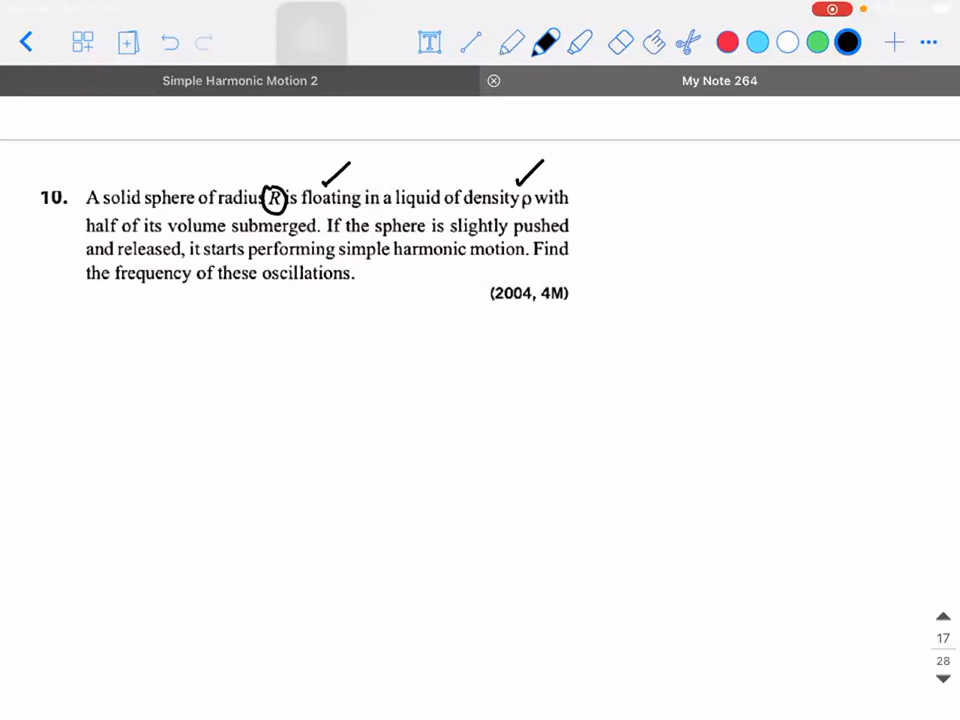 Simple Harmonic Motion 2
My Note 264
10. A solid sphere of radius R is floating in a liquid of density ρ with
half of its volume submerged. If the sphere is slightly pushed
and released, it starts performing simple harmonic motion. Find
the frequency of these oscillations.
(2004, 4M)
17
28